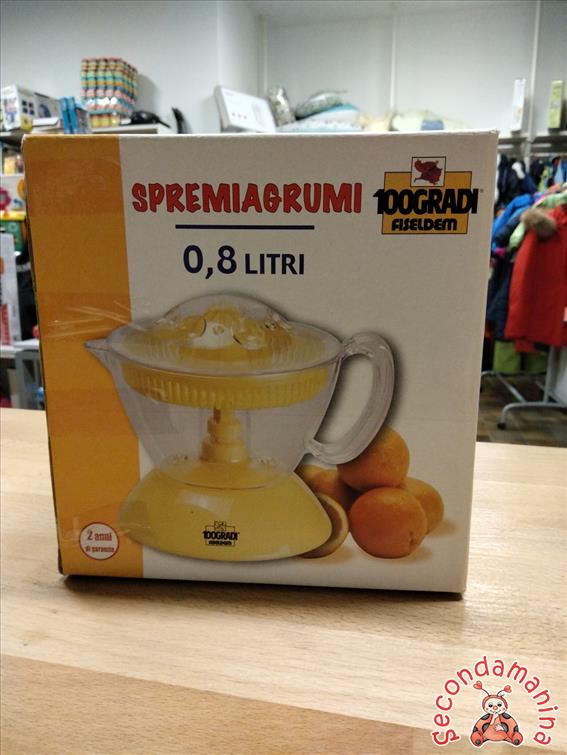 SPREMIAGRUMI
0,8 LITRI
100GRADI
FISELDEM
100GRADI
FISELDEM
2 anni
di garanzia
Secondamanina